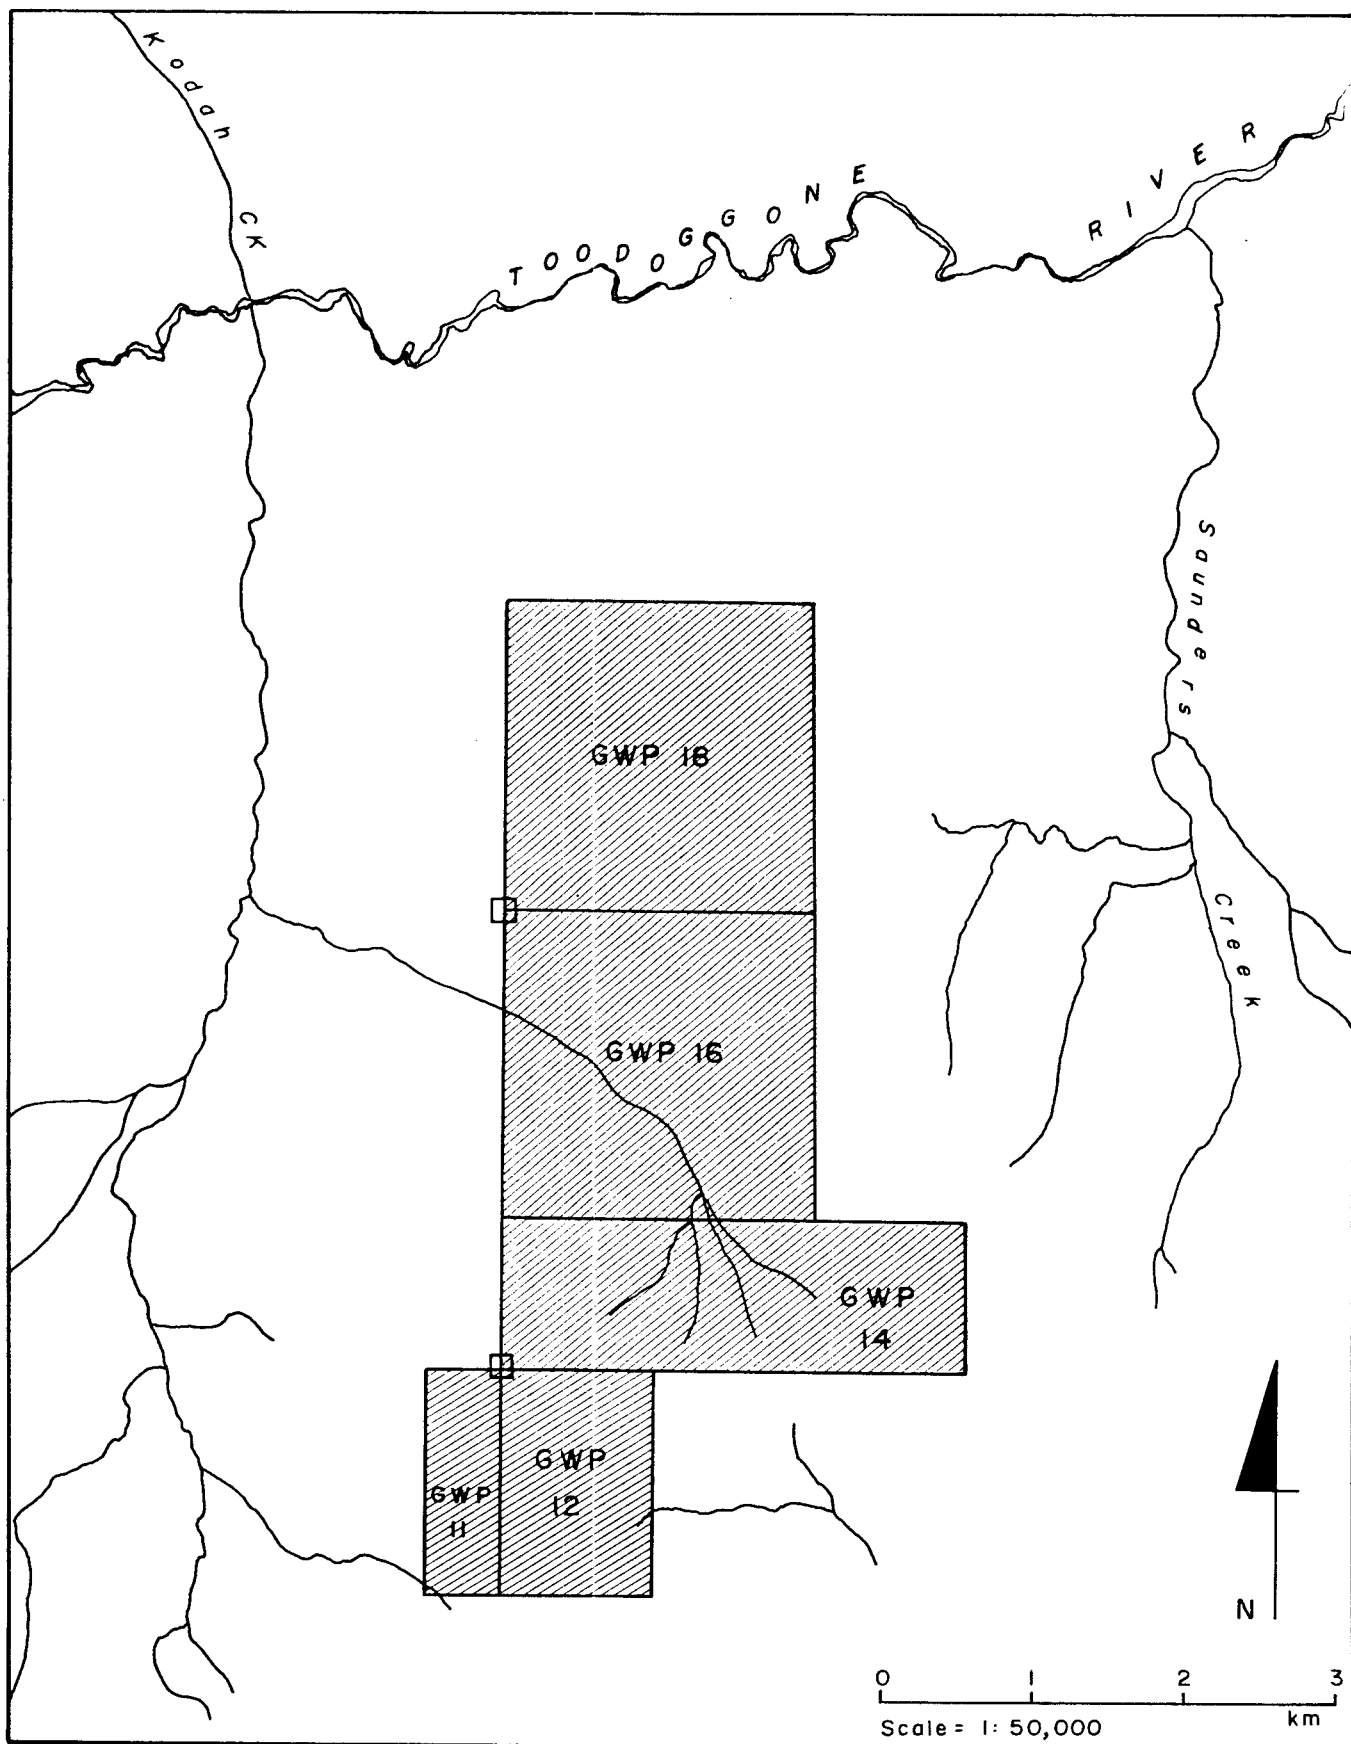 Kodah CK
TOODOGGONE RIVER
Saunders Creek
GWP 18
GWP 16
GWP
14
GWP
12
GWP
11
N
0 1 2 3
km
Scale = 1: 50,000